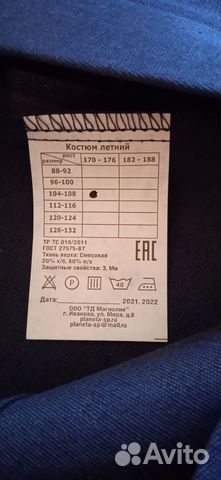 Костюм летний
рост
размер
170 - 176
182 - 188
88-92
96-100
104-108
112-116
120-124
128-132
ТР ТС 019/2011
ГОСТ 27575-87
Ткань верха: Смесовая
20% х/б, 80% п/э
Защитные свойства: З, Ми
EAC
P
40
Дата: 2021, 2022
ООО "ТД Магнолия"
г. Иваново, ул. Мира, д.8
planeta-sp.ru
planeta-sp@mail.ru
Avito